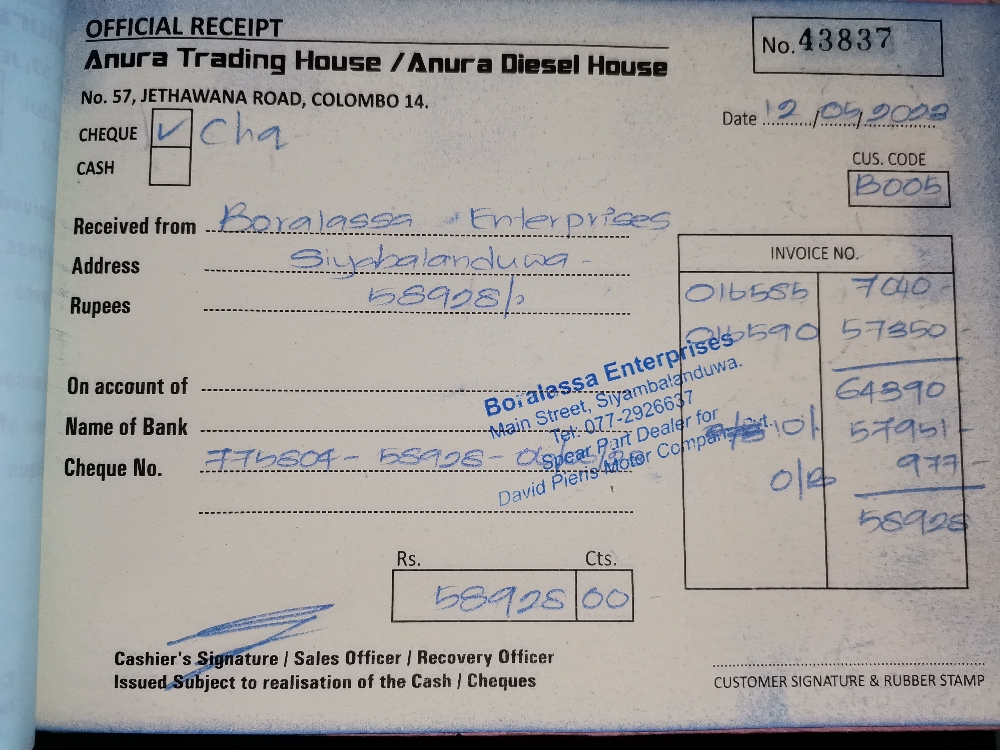 OFFICIAL RECEIPT
No. 43837
Anura Trading House / Anura Diesel House
No. 57, JETHAWANA ROAD, COLOMBO 14.
Date 12/05/2023
CHEQUE ✓ Chq
CASH
CUS. CODE
B005
Received from Boralassa Enterprises
Address Siyabalanduwa -
Rupees 58928/-
INVOICE NO.
016585 7040 -
016590 57350 -
64390
10% 57951 -
O/B 977 -
58928
On account of
Name of Bank
Cheque No. 775804 - 58928 -
Boralassa Enterprises
Main Street, Siyambalanduwa.
Tel: 077-2926637
Spear Part Dealer for
David Pieris Motor Company
Rs. Cts.
58928 00
Cashier's Signature / Sales Officer / Recovery Officer
Issued Subject to realisation of the Cash / Cheques
CUSTOMER SIGNATURE & RUBBER STAMP